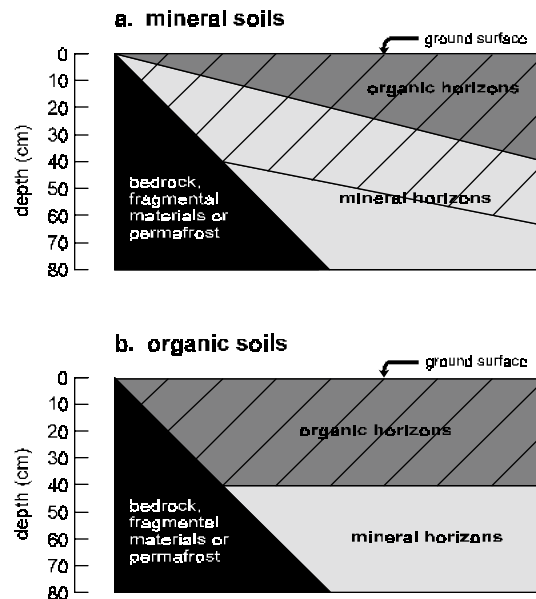 a. mineral soils
ground surface
0
10
20
30
40
50
60
70
80
depth (cm)
organic horizons
mineral horizons
bedrock,
fragmental
materials or
permafrost
b. organic soils
ground surface
0
10
20
30
40
50
60
70
80
depth (cm)
organic horizons
mineral horizons
bedrock,
fragmental
materials or
permafrost